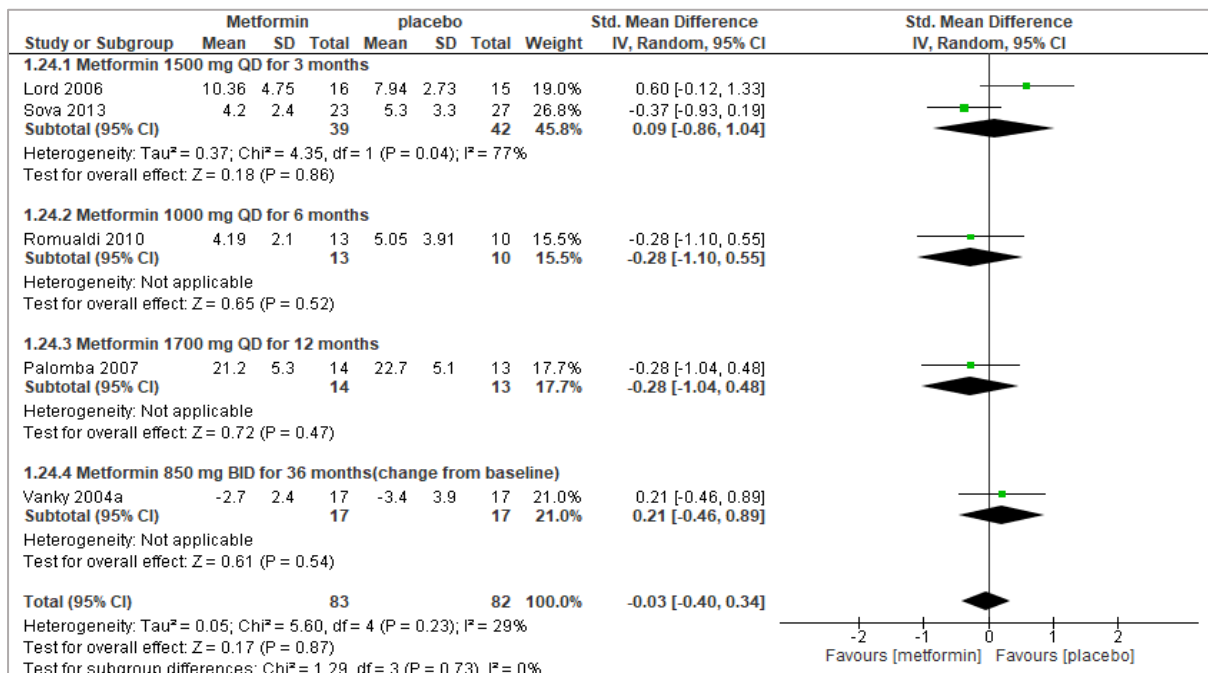 Metformin placebo Std. Mean Difference Std. Mean Difference
Study or Subgroup Mean SD Total Mean SD Total Weight IV, Random, 95% CI IV, Random, 95% CI
1.24.1 Metformin 1500 mg QD for 3 months
Lord 2006 10.36 4.75 16 7.94 2.73 15 19.0% 0.60 [-0.12, 1.33]
Sova 2013 4.2 2.4 23 5.3 3.3 27 26.8% -0.37 [-0.93, 0.19]
Subtotal (95% CI) 39 42 45.8% 0.09 [-0.86, 1.04]
Heterogeneity: Tau² = 0.37; Chi² = 4.35, df = 1 (P = 0.04); I² = 77%
Test for overall effect: Z = 0.18 (P = 0.86)
1.24.2 Metformin 1000 mg QD for 6 months
Romualdi 2010 4.19 2.1 13 5.05 3.91 10 15.5% -0.28 [-1.10, 0.55]
Subtotal (95% CI) 13 10 15.5% -0.28 [-1.10, 0.55]
Heterogeneity: Not applicable
Test for overall effect: Z = 0.65 (P = 0.52)
1.24.3 Metformin 1700 mg QD for 12 months
Palomba 2007 21.2 5.3 14 22.7 5.1 13 17.7% -0.28 [-1.04, 0.48]
Subtotal (95% CI) 14 13 17.7% -0.28 [-1.04, 0.48]
Heterogeneity: Not applicable
Test for overall effect: Z = 0.72 (P = 0.47)
1.24.4 Metformin 850 mg BID for 36 months(change from baseline)
Vanky 2004a -2.7 2.4 17 -3.4 3.9 17 21.0% 0.21 [-0.46, 0.89]
Subtotal (95% CI) 17 17 21.0% 0.21 [-0.46, 0.89]
Heterogeneity: Not applicable
Test for overall effect: Z = 0.61 (P = 0.54)
Total (95% CI) 83 82 100.0% -0.03 [-0.40, 0.34]
Heterogeneity: Tau² = 0.05; Chi² = 5.60, df = 4 (P = 0.23); I² = 29%
Test for overall effect: Z = 0.17 (P = 0.87)
Test for subgroup differences: Chi² = 1.29, df = 3 (P = 0.73), I² = 0%
-2 -1 0 1 2
Favours [metformin] Favours [placebo]